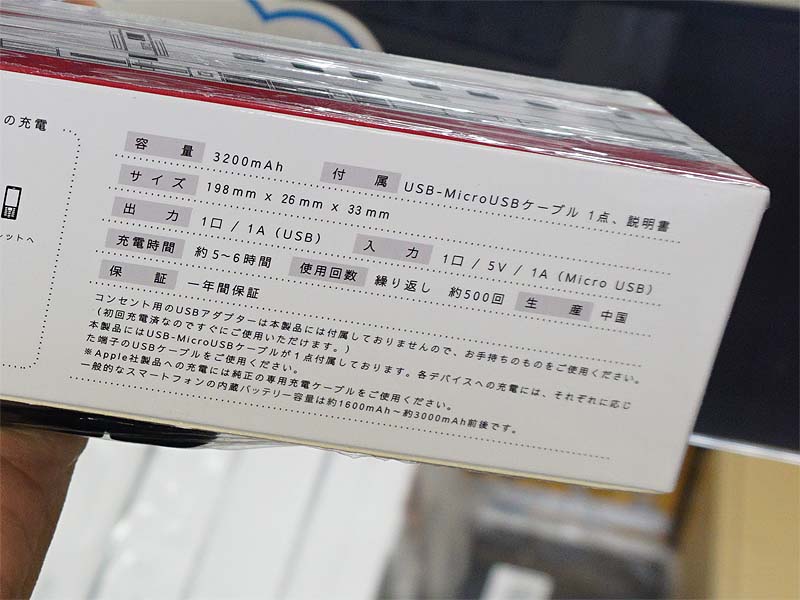 の充電
ットへ
容量 3200mAh 付属 USB-MicroUSBケーブル 1点、説明書
サイズ 198mm x 26mm x 33mm
出力 1口 / 1A (USB) 入力 1口 / 5V / 1A (Micro USB)
充電時間 約5~6時間 使用回数 繰り返し 約500回 生産 中国
保証 一年間保証
コンセント用のUSBアダプターは本製品には付属しておりませんので、お手持ちのものをご使用ください。
(初回充電済なのですぐにご使用いただけます。)
本製品にはUSB-MicroUSBケーブルが1点付属しております。各デバイスへの充電には、それぞれに応じ
た端子のUSBケーブルをご使用ください。
※Apple社製品への充電には純正の専用充電ケーブルをご使用ください。
一般的なスマートフォンの内蔵バッテリー容量は約1600mAh~約3000mAh前後です。